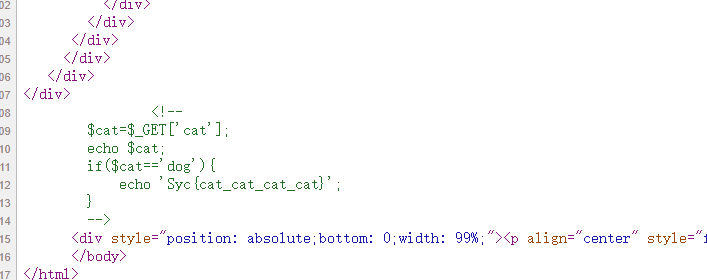 02 </div>
03 </div>
04 </div>
05 </div>
06 </div>
07 </div>
08 <!--
09 $cat=$_GET['cat'];
10 echo $cat;
11 if($cat=='dog'){
12 echo 'Syc{cat_cat_cat_cat}';
13 }
14 -->
15 <div style="position: absolute;bottom: 0;width: 99%;"><p align="center" style="f
16 </body>
17 </html>